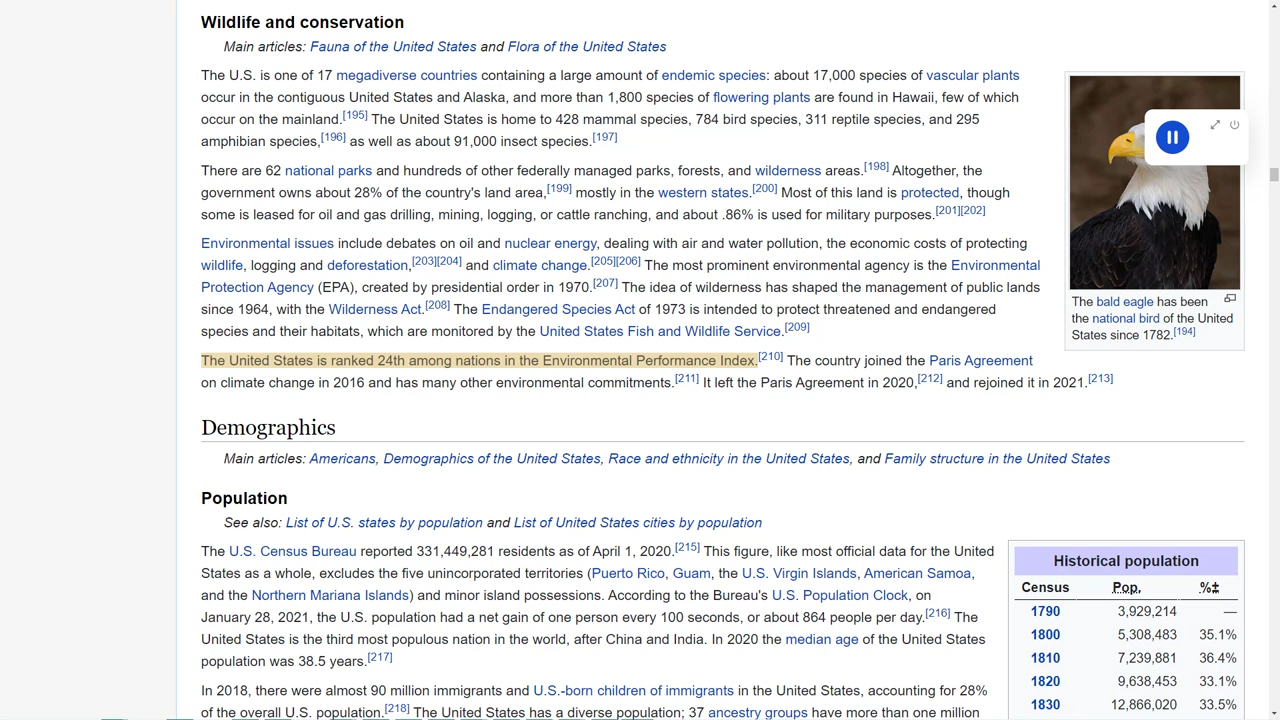 Wildlife and conservation
Main articles: Fauna of the United States and Flora of the United States
The U.S. is one of 17 megadiverse countries containing a large amount of endemic species: about 17,000 species of vascular plants
occur in the contiguous United States and Alaska, and more than 1,800 species of flowering plants are found in Hawaii, few of which
occur on the mainland.[195] The United States is home to 428 mammal species, 784 bird species, 311 reptile species, and 295
amphibian species,[196] as well as about 91,000 insect species.[197]
There are 62 national parks and hundreds of other federally managed parks, forests, and wilderness areas.[198] Altogether, the
government owns about 28% of the country's land area,[199] mostly in the western states.[200] Most of this land is protected, though
some is leased for oil and gas drilling, mining, logging, or cattle ranching, and about .86% is used for military purposes.[201][202]
Environmental issues include debates on oil and nuclear energy, dealing with air and water pollution, the economic costs of protecting
wildlife, logging and deforestation,[203][204] and climate change.[205][206] The most prominent environmental agency is the Environmental
Protection Agency (EPA), created by presidential order in 1970.[207] The idea of wilderness has shaped the management of public lands
since 1964, with the Wilderness Act.[208] The Endangered Species Act of 1973 is intended to protect threatened and endangered
species and their habitats, which are monitored by the United States Fish and Wildlife Service.[209]
The bald eagle has been
the national bird of the United
States since 1782.[194]
The United States is ranked 24th among nations in the Environmental Performance Index.[210] The country joined the Paris Agreement
on climate change in 2016 and has many other environmental commitments.[211] It left the Paris Agreement in 2020,[212] and rejoined it in 2021.[213]
Demographics
Main articles: Americans, Demographics of the United States, Race and ethnicity in the United States, and Family structure in the United States
Population
See also: List of U.S. states by population and List of United States cities by population
The U.S. Census Bureau reported 331,449,281 residents as of April 1, 2020.[215] This figure, like most official data for the United
States as a whole, excludes the five unincorporated territories (Puerto Rico, Guam, the U.S. Virgin Islands, American Samoa,
and the Northern Mariana Islands) and minor island possessions. According to the Bureau's U.S. Population Clock, on
January 28, 2021, the U.S. population had a net gain of one person every 100 seconds, or about 864 people per day.[216] The
United States is the third most populous nation in the world, after China and India. In 2020 the median age of the United States
population was 38.5 years.[217]
In 2018, there were almost 90 million immigrants and U.S.-born children of immigrants in the United States, accounting for 28%
of the overall U.S. population.[218] The United States has a diverse population; 37 ancestry groups have more than one million
Historical population
Census Pop. %±
1790 3,929,214 —
1800 5,308,483 35.1%
1810 7,239,881 36.4%
1820 9,638,453 33.1%
1830 12,866,020 33.5%